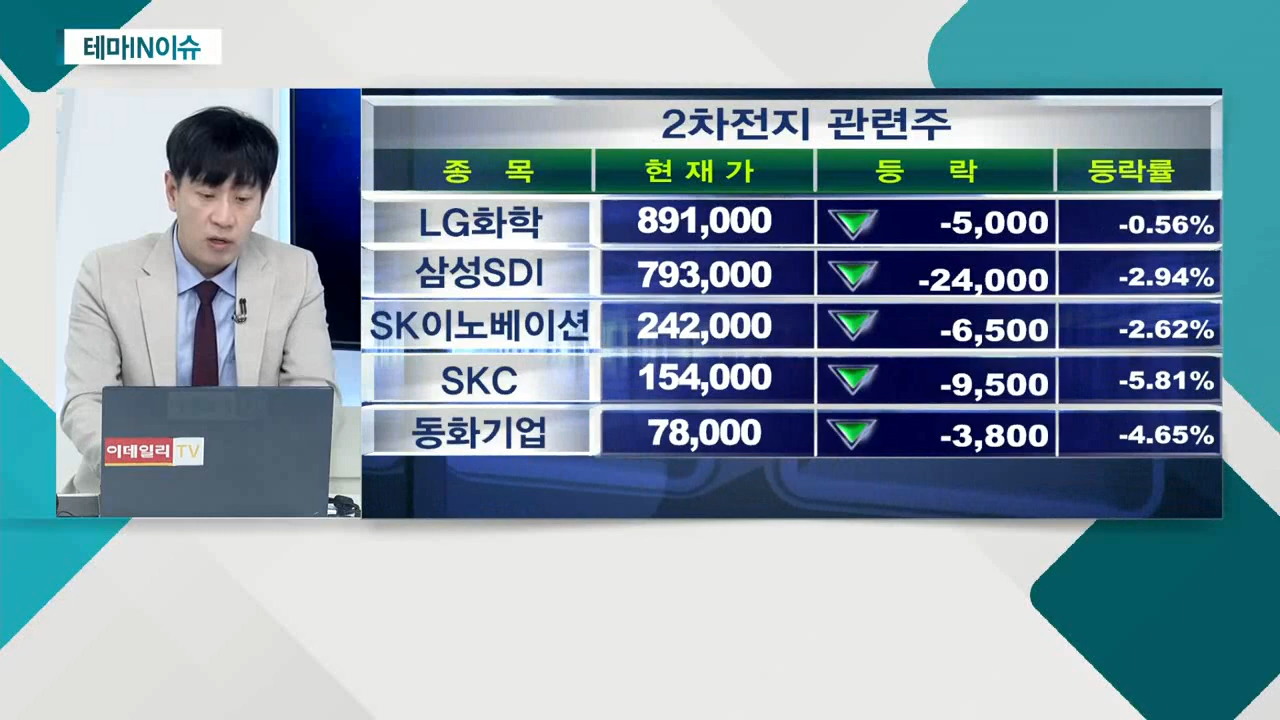 테마IN이슈
2차전지 관련주
종 목 현 재 가 등 락 등락률
LG화학 891,000 -5,000 -0.56%
삼성SDI 793,000 -24,000 -2.94%
SK이노베이션 242,000 -6,500 -2.62%
SKC 154,000 -9,500 -5.81%
동화기업 78,000 -3,800 -4.65%
이데일리TV